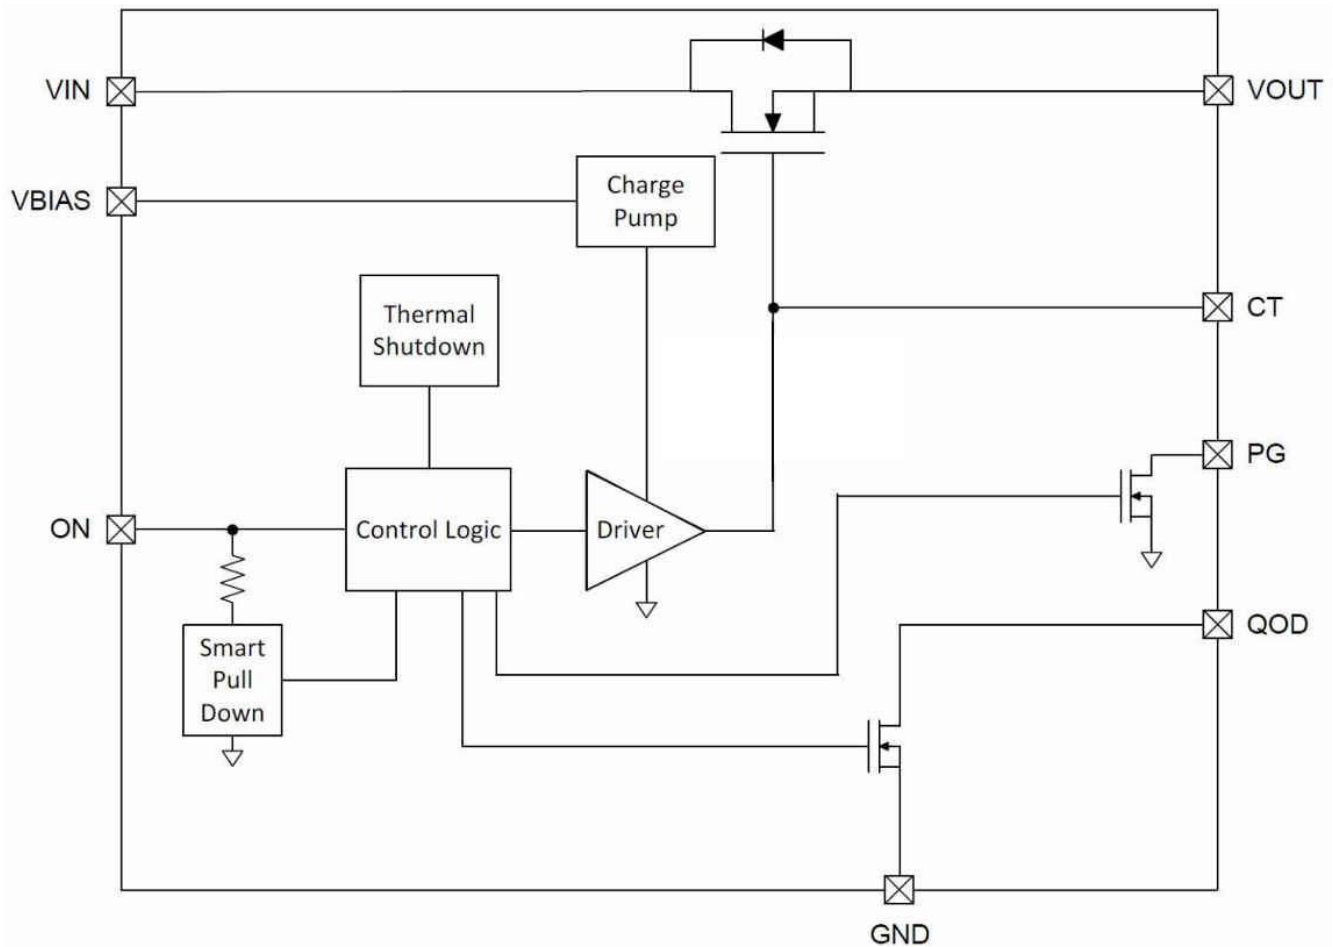 VIN
VOUT
Charge
Pump
VBIAS
Thermal
Shutdown
CT
PG
ON
Control Logic
Driver
QOD
Smart
Pull
Down
GND